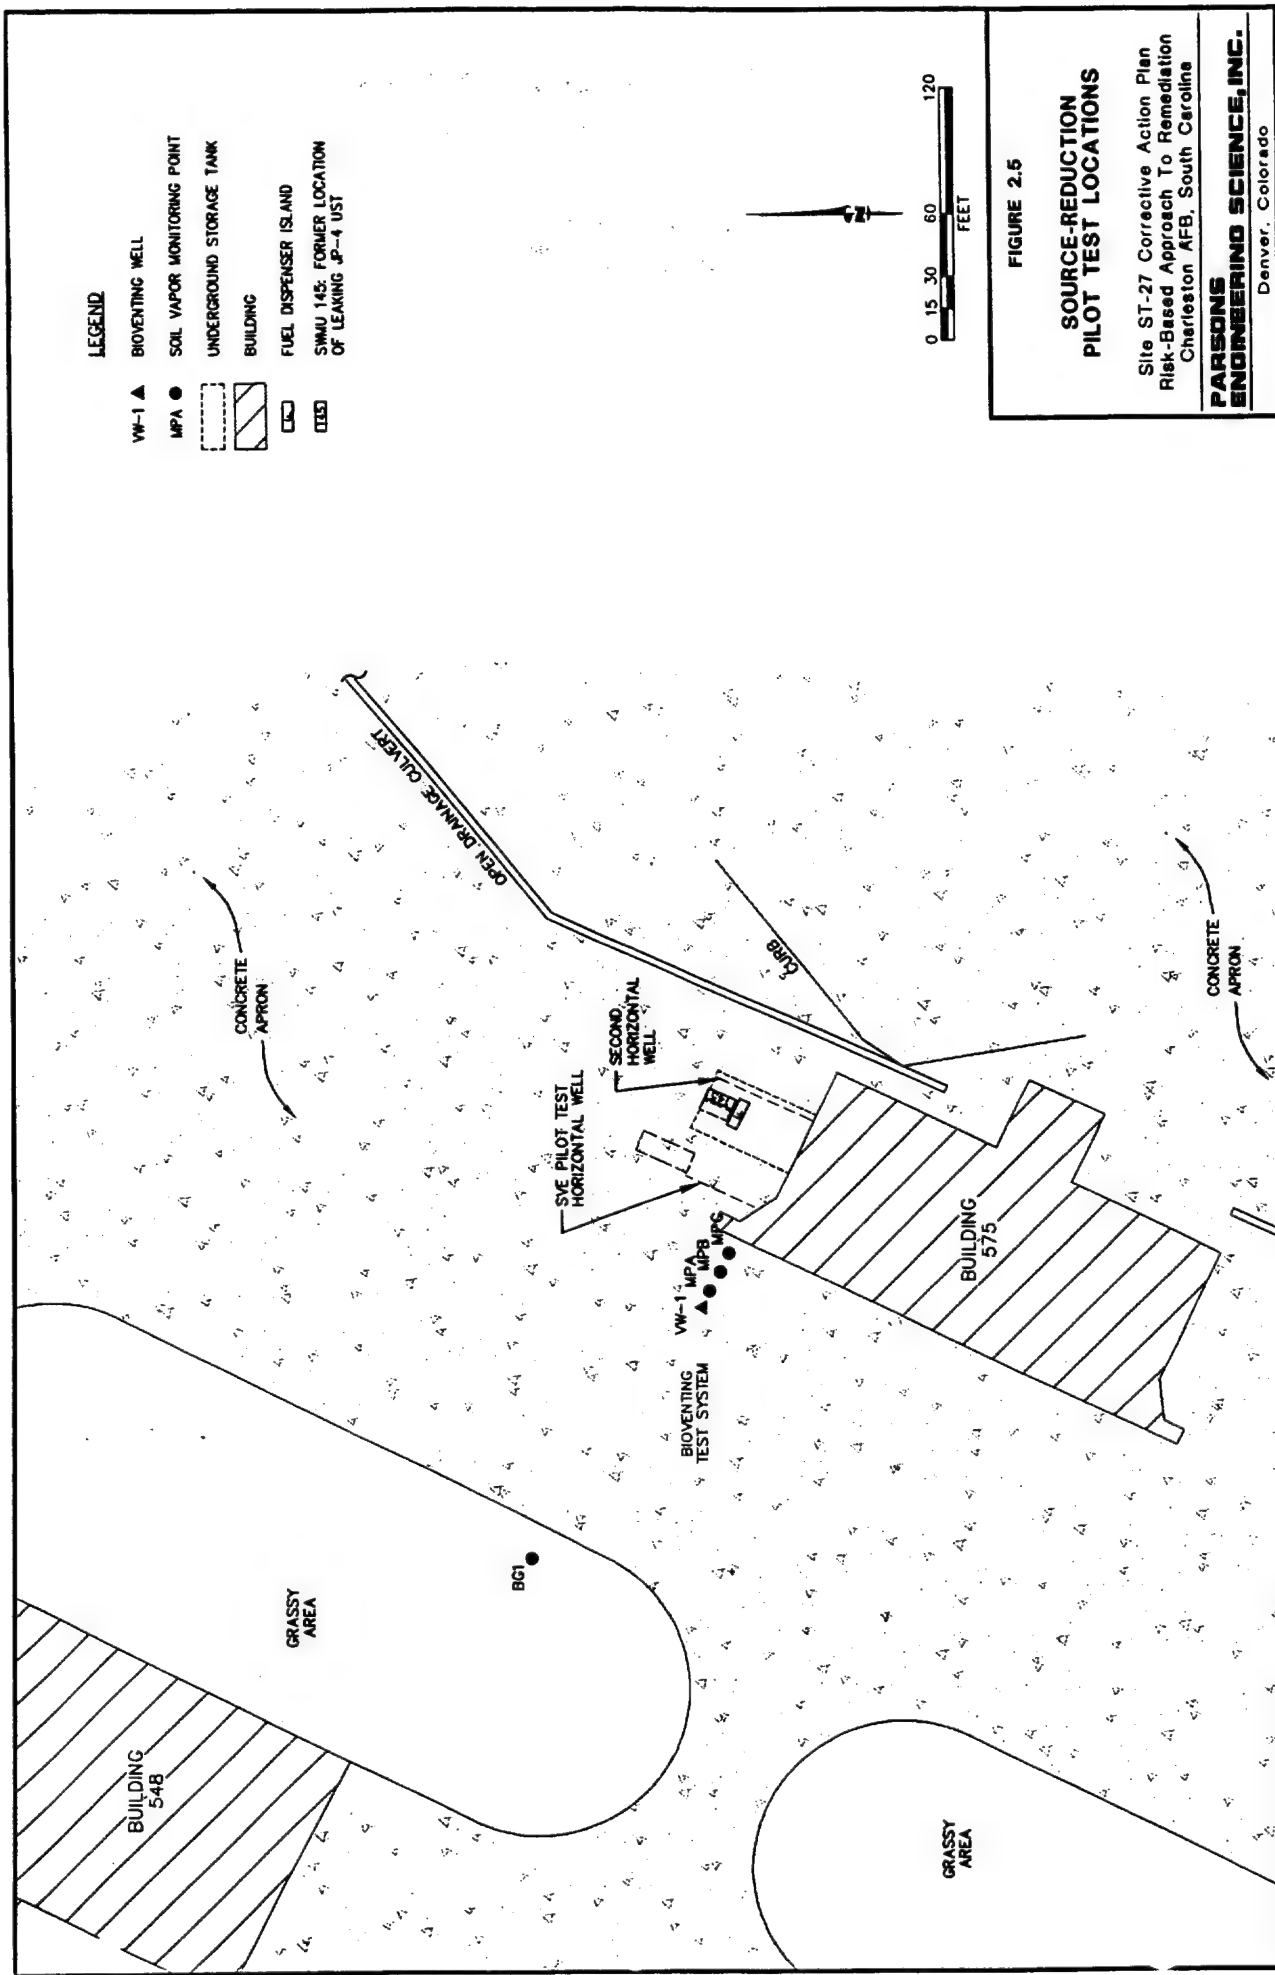 LEGEND
VW-1 BIOVENTING WELL
MPA SOIL VAPOR MONITORING POINT
UNDERGROUND STORAGE TANK
BUILDING
FUEL DISPENSER ISLAND
145 SWMU 145: FORMER LOCATION
OF LEAKING JP-4 UST
OPEN DRAINAGE CULVERT
CONCRETE
APRON
CURB
SECOND
HORIZONTAL
WELL
SVE PILOT TEST
HORIZONTAL WELL
VW-1
MPA
MPB
MPC
BIOVENTING
TEST SYSTEM
BUILDING
575
CONCRETE
APRON
BG1
GRASSY
AREA
BUILDING
548
GRASSY
AREA
N
0 15 30 60 120
FEET
FIGURE 2.5
SOURCE-REDUCTION
PILOT TEST LOCATIONS
Site ST-27 Corrective Action Plan
Risk-Based Approach To Remediation
Charleston AFB, South Carolina
PARSONS
ENGINEERING SCIENCE, INC.
Denver, Colorado